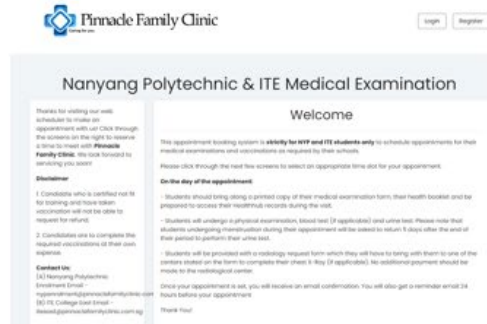 Pinnacle Family Clinic
Caring for you
Login
Register
Nanyang Polytechnic & ITE Medical Examination
Thanks for visiting our web
scheduler to make an
appointment with us! Click through
the screens on the right to reserve
a time to meet with Pinnacle
Family Clinic. We look forward to
servicing you soon!
Disclaimer
1. Candidate who is certified not fit
for training and have taken
vaccination will not be able to
request for refund.
2. Candidates are to complete the
required vaccinations at their own
expense.
Contact Us:
(A) Nanyang Polytechnic
Enrolment Email -
nypenrolment@pinnaclefamilyclinic.com
(B) ITE College East Email -
@pinnaclefamilyclinic.com.sg
Welcome
This appointment booking system is strictly for NYP and ITE students only to schedule appointments for their
medical examinations and vaccinations as required by their schools.
Please click through the next few screens to select an appropriate time slot for your appointment.
On the day of the appointment:
- Students should bring along a printed copy of their medical examination form, their health booklet and be
prepared to access their HealthHub records during the visit.
- Students will undergo a physical examination, blood test (if applicable) and urine test. Please note that
students undergoing menstruation during their appointment will be asked to return 5 days after the end of
their period to perform their urine test.
- Students will be provided with a radiology request form which they will have to bring with them to one of the
centers stated on the form to complete their chest X-Ray (if applicable). No additional payment should be
made to the radiological center.
Once your appointment is set, you will receive an email confirmation. You will also get a reminder email 24
hours before your appointment
Thank You!